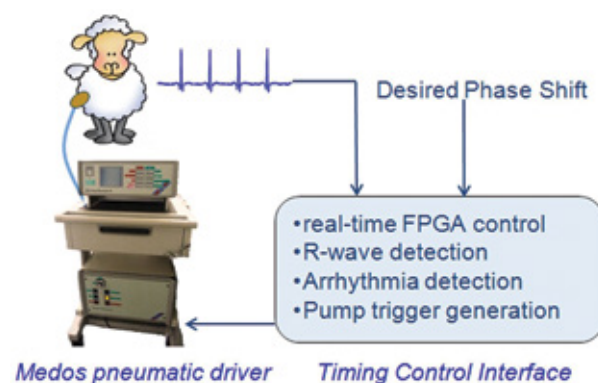 Desired Phase Shift
•real-time FPGA control
•R-wave detection
•Arrhythmia detection
•Pump trigger generation
Medos pneumatic driver
Timing Control Interface